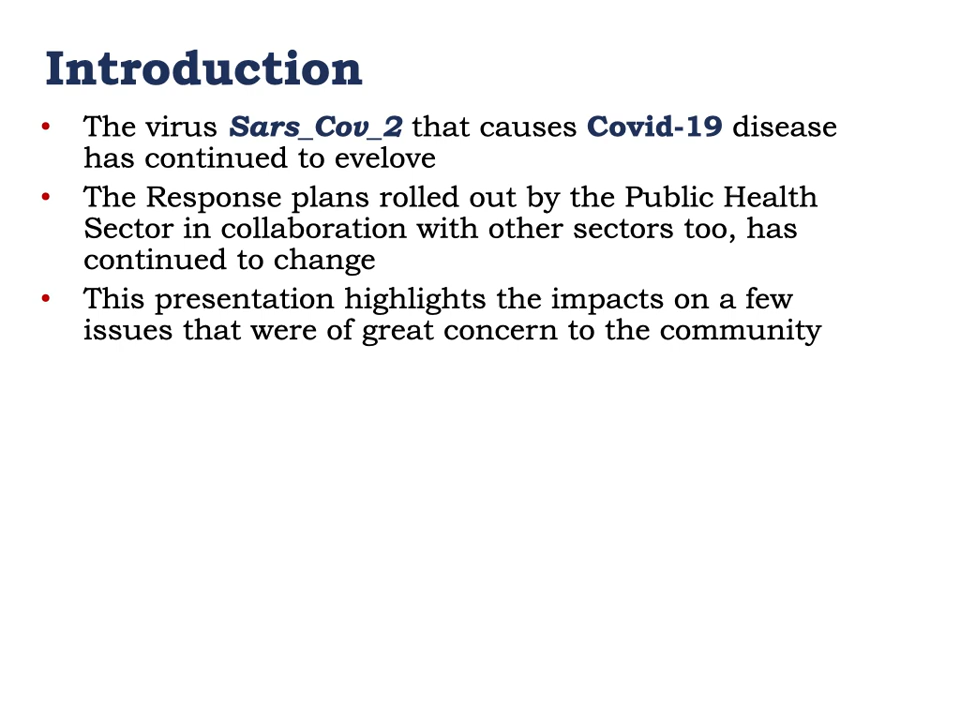 Introduction
• The virus Sars_Cov_2 that causes Covid-19 disease
has continued to evelove
• The Response plans rolled out by the Public Health
Sector in collaboration with other sectors too, has
continued to change
• This presentation highlights the impacts on a few
issues that were of great concern to the community